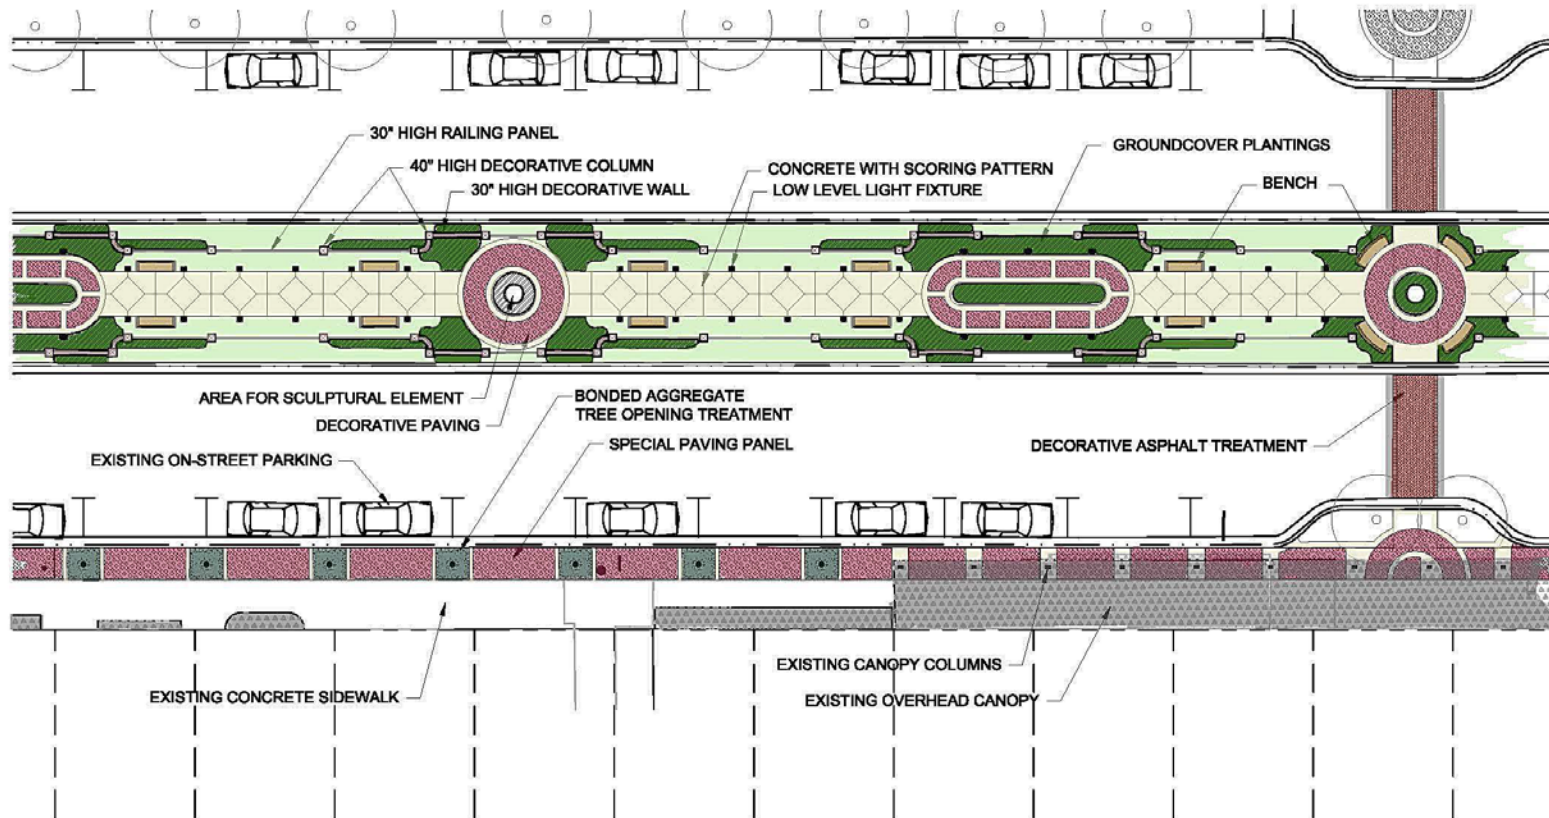 30" HIGH RAILING PANEL
40" HIGH DECORATIVE COLUMN
30" HIGH DECORATIVE WALL
CONCRETE WITH SCORING PATTERN
LOW LEVEL LIGHT FIXTURE
GROUNDCOVER PLANTINGS
BENCH
AREA FOR SCULPTURAL ELEMENT
DECORATIVE PAVING
BONDED AGGREGATE
TREE OPENING TREATMENT
SPECIAL PAVING PANEL
EXISTING ON-STREET PARKING
DECORATIVE ASPHALT TREATMENT
EXISTING CONCRETE SIDEWALK
EXISTING CANOPY COLUMNS
EXISTING OVERHEAD CANOPY